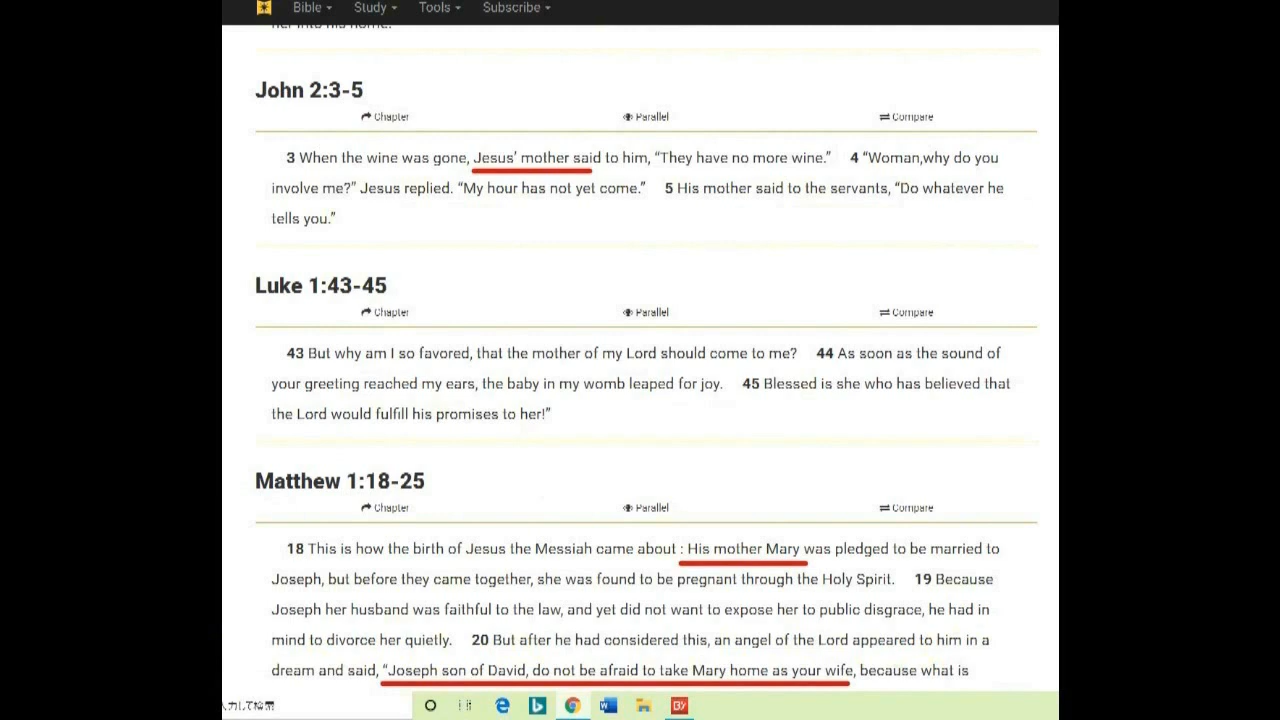 Bible Study Tools Subscribe
her into his home.
John 2:3-5
Chapter Parallel Compare
3 When the wine was gone, Jesus’ mother said to him, “They have no more wine.” 4 “Woman,why do you
involve me?” Jesus replied. “My hour has not yet come.” 5 His mother said to the servants, “Do whatever he
tells you.”
Luke 1:43-45
Chapter Parallel Compare
43 But why am I so favored, that the mother of my Lord should come to me? 44 As soon as the sound of
your greeting reached my ears, the baby in my womb leaped for joy. 45 Blessed is she who has believed that
the Lord would fulfill his promises to her!”
Matthew 1:18-25
Chapter Parallel Compare
18 This is how the birth of Jesus the Messiah came about : His mother Mary was pledged to be married to
Joseph, but before they came together, she was found to be pregnant through the Holy Spirit. 19 Because
Joseph her husband was faithful to the law, and yet did not want to expose her to public disgrace, he had in
mind to divorce her quietly. 20 But after he had considered this, an angel of the Lord appeared to him in a
dream and said, “Joseph son of David, do not be afraid to take Mary home as your wife, because what is
入力して検索